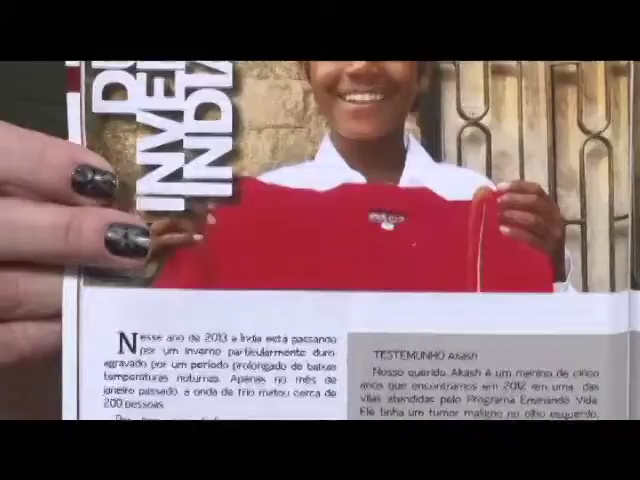 INVE
INDIA
Nesse ano de 2013 a Índia está passando
por um inverno particularmente duro,
agravado por um período prolongado de baixas
temperaturas noturnas. Apenas no mês de
janeiro passado, a onda de frio matou cerca de
200 pessoas.
TESTEMUNHO Akash
Nosso querido Akash é um menino de cinco
anos que encontramos em 2012 em uma das
vilas atendidas pelo Programa Ensinando Vida.
Ele tinha um tumor maligno no olho esquerdo,